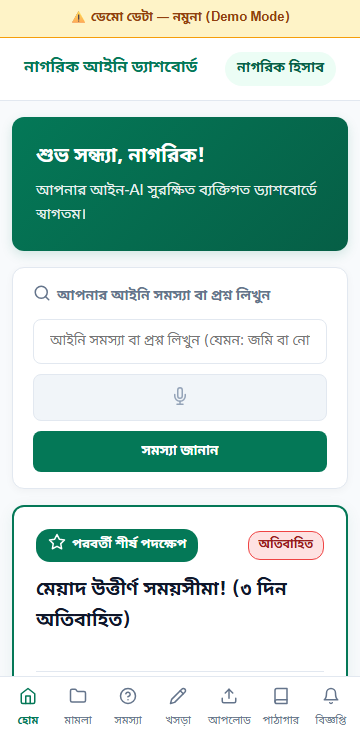 ⚠️ ডেমো ডেটা — নমুনা (Demo Mode)
নাগরিক আইনি ড্যাশবোর্ড
নাগরিক হিসাব
শুভ সন্ধ্যা, নাগরিক!
আপনার আইন-AI সুরক্ষিত ব্যক্তিগত ড্যাশবোর্ডে
স্বাগতম।
আপনার আইনি সমস্যা বা প্রশ্ন লিখুন
আইনি সমস্যা বা প্রশ্ন লিখুন (যেমন: জমি বা নো
সমস্যা জানান
পরবর্তী শীর্ষ পদক্ষেপ
অতিবাহিত
মেয়াদ উত্তীর্ণ সময়সীমা! (৩ দিন
অতিবাহিত)
হোম
মামলা
সমস্যা
খসড়া
আপলোড
পাঠাগার
বিজ্ঞপ্তি